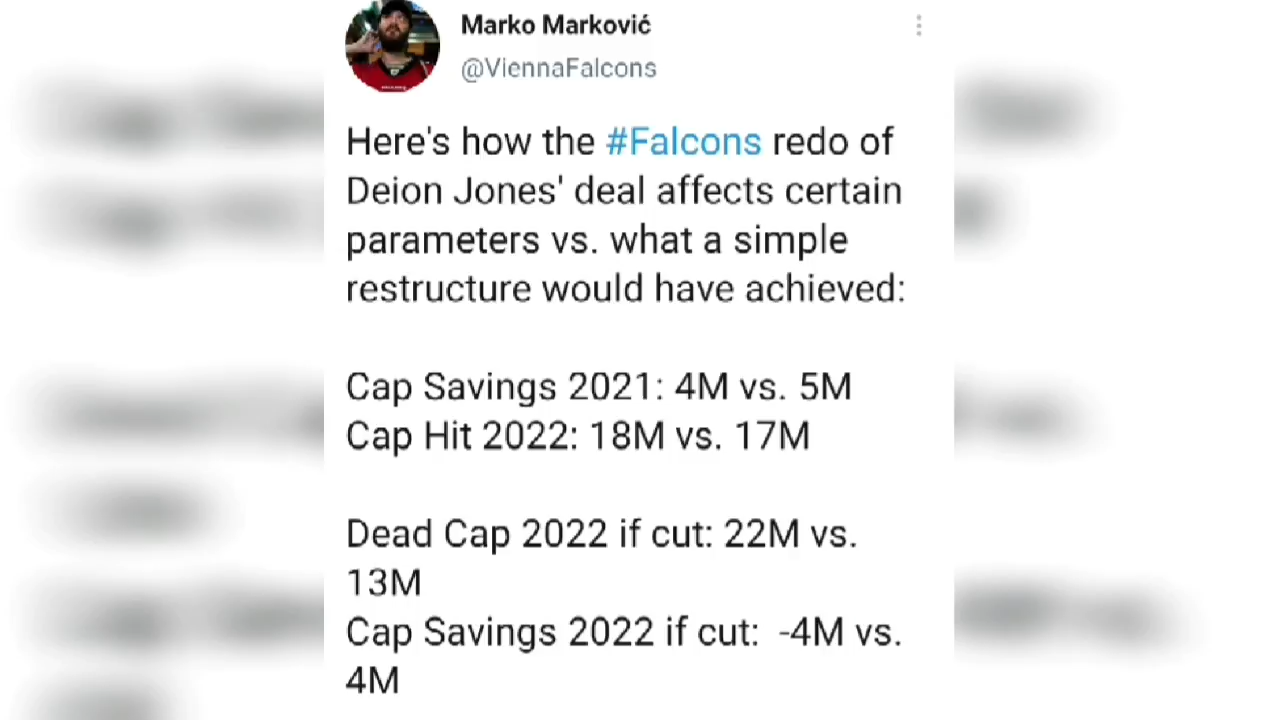 Marko Marković
@ViennaFalcons
Here's how the #Falcons redo of
Deion Jones' deal affects certain
parameters vs. what a simple
restructure would have achieved:
Cap Savings 2021: 4M vs. 5M
Cap Hit 2022: 18M vs. 17M
Dead Cap 2022 if cut: 22M vs.
13M
Cap Savings 2022 if cut:  -4M vs.
4M